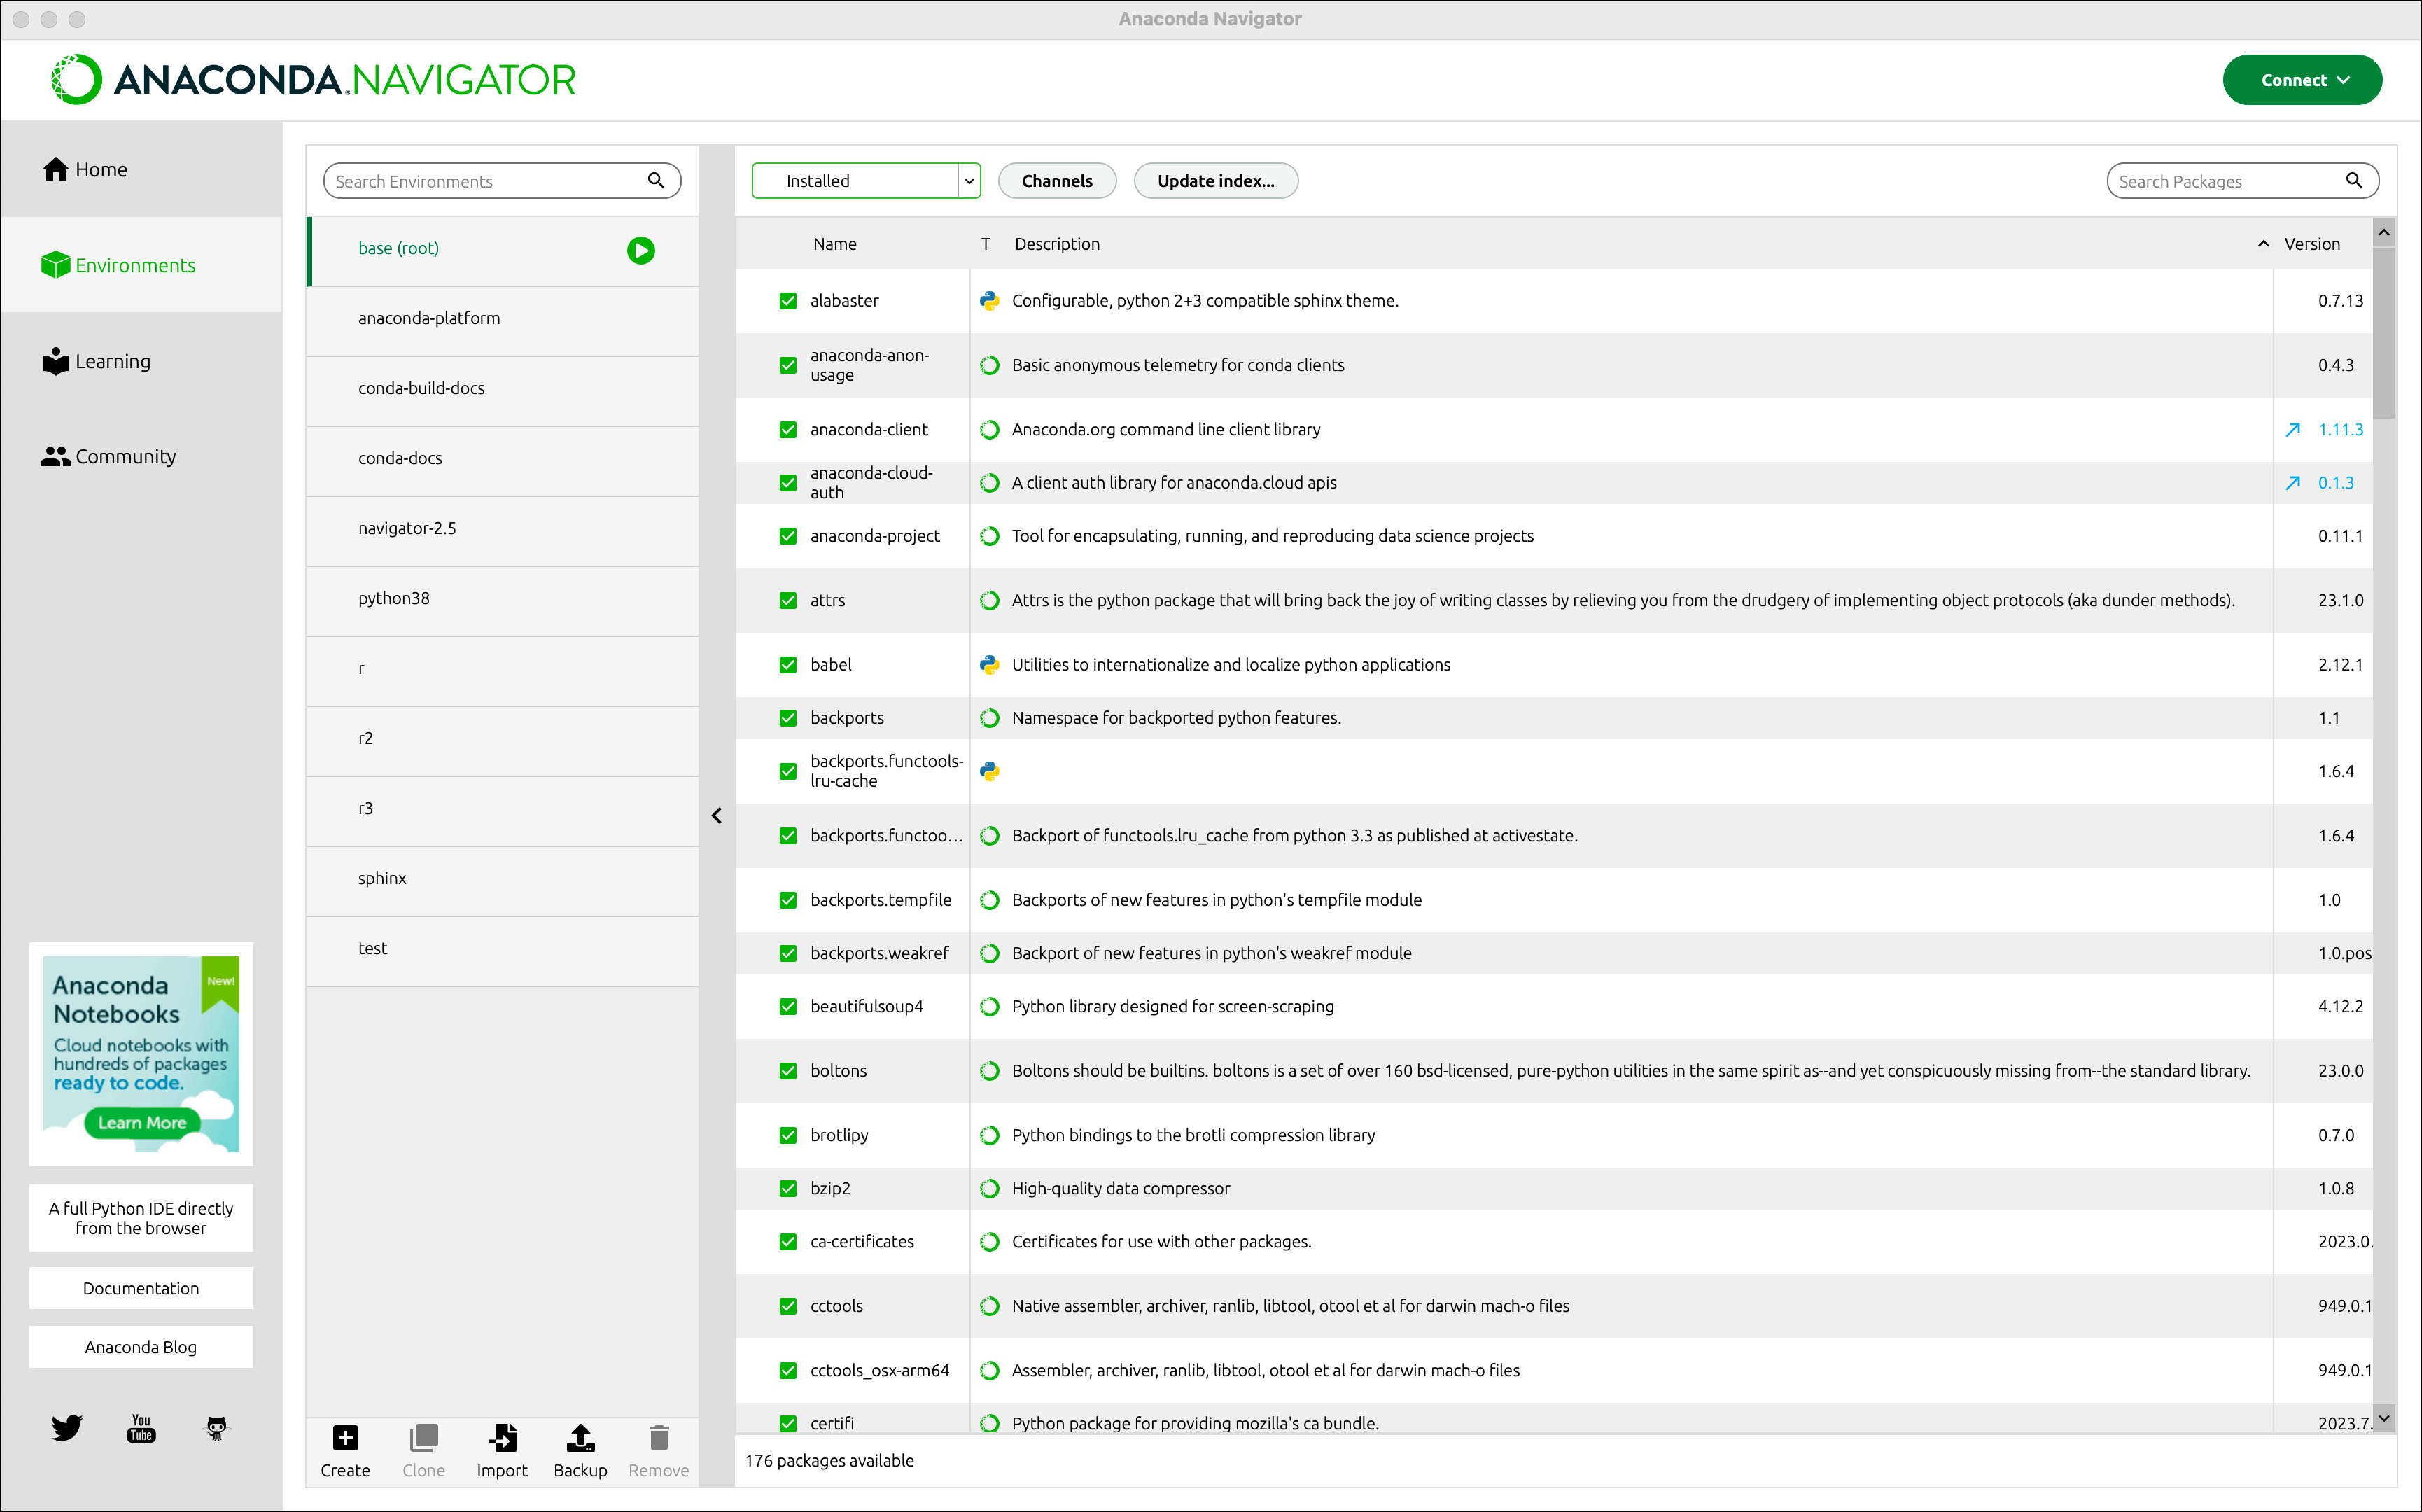 Anaconda Navigator
ANACONDA.NAVIGATOR
Connect
Home
Environments
Learning
Community
Anaconda
Notebooks
New!
Cloud notebooks with
hundreds of packages
ready to code.
Learn More
A full Python IDE directly
from the browser
Documentation
Anaconda Blog
You
Tube
Search Environments
base (root)
anaconda-platform
conda-build-docs
conda-docs
navigator-2.5
python38
r
r2
r3
sphinx
test
Create
Clone
Import
Backup
Remove
Installed
Channels
Update index...
Search Packages
Name T Description Version
alabaster Configurable, python 2+3 compatible sphinx theme. 0.7.13
anaconda-anon-
usage Basic anonymous telemetry for conda clients 0.4.3
anaconda-client Anaconda.org command line client library 1.11.3
anaconda-cloud-
auth A client auth library for anaconda.cloud apis 0.1.3
anaconda-project Tool for encapsulating, running, and reproducing data science projects 0.11.1
attrs Attrs is the python package that will bring back the joy of writing classes by relieving you from the drudgery of implementing object protocols (aka dunder methods). 23.1.0
babel Utilities to internationalize and localize python applications 2.12.1
backports Namespace for backported python features. 1.1
backports.functools-
lru-cache 1.6.4
backports.functoo... Backport of functools.lru_cache from python 3.3 as published at activestate. 1.6.4
backports.tempfile Backports of new features in python's tempfile module 1.0
backports.weakref Backport of new features in python's weakref module 1.0.pos
beautifulsoup4 Python library designed for screen-scraping 4.12.2
boltons Boltons should be builtins. boltons is a set of over 160 bsd-licensed, pure-python utilities in the same spirit as--and yet conspicuously missing from--the standard library. 23.0.0
brotlipy Python bindings to the brotli compression library 0.7.0
bzip2 High-quality data compressor 1.0.8
ca-certificates Certificates for use with other packages. 2023.0.
cctools Native assembler, archiver, ranlib, libtool, otool et al for darwin mach-o files 949.0.1
cctools_osx-arm64 Assembler, archiver, ranlib, libtool, otool et al for darwin mach-o files 949.0.1
certifi Python package for providing mozilla's ca bundle. 2023.7.
176 packages available